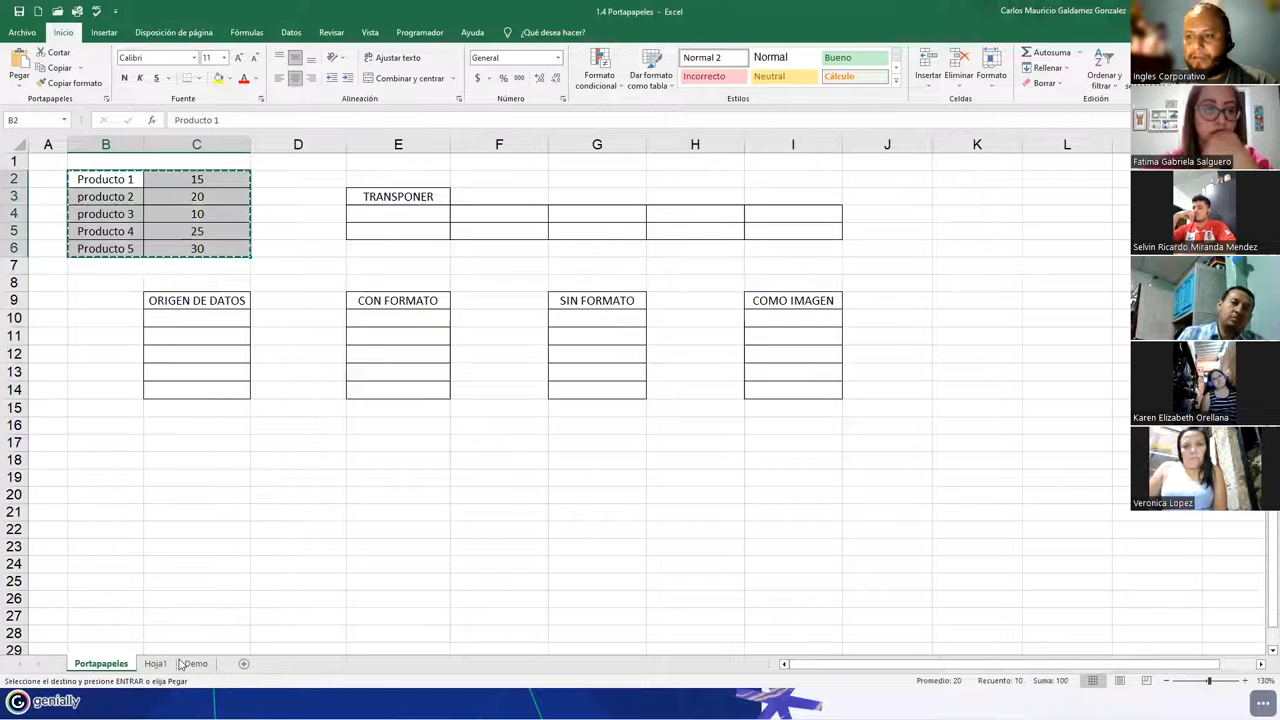 1.4 Portapapeles - Excel
Carlos Mauricio Galdamez Gonzalez
Archivo Inicio Insertar Disposición de página Fórmulas Datos Revisar Vista Programador Ayuda ¿Qué desea hacer?
Pegar
Cortar
Copiar
Copiar formato
Portapapeles
Calibri 11
N K S
Fuente
Ajustar texto
Combinar y centrar
Alineación
General
$ % 000
Número
Formato condicional
Dar formato como tabla
Normal 2 Normal Bueno
Incorrecto Neutral Cálculo
Estilos
Insertar Eliminar Formato
Celdas
Autosuma
Rellenar
Borrar
Ordenar y filtrar
Edición
B2 fx Producto 1
A B C D E F G H I J K L
1
2 Producto 1 15
3 producto 2 20 TRANSPONER
4 producto 3 10
5 Producto 4 25
6 Producto 5 30
7
8
9 ORIGEN DE DATOS CON FORMATO SIN FORMATO COMO IMAGEN
10
11
12
13
14
15
16
17
18
19
20
21
22
23
24
25
26
27
28
29
Portapapeles Hoja1 Demo
Seleccione el destino y presione ENTRAR o elija Pegar
Promedio: 20 Recuento: 10 Suma: 100 130%
genially
Ingles Corporativo
Fatima Gabriela Salguero
Selvin Ricardo Miranda Mendez
Karen Elizabeth Orellana
Veronica Lopez